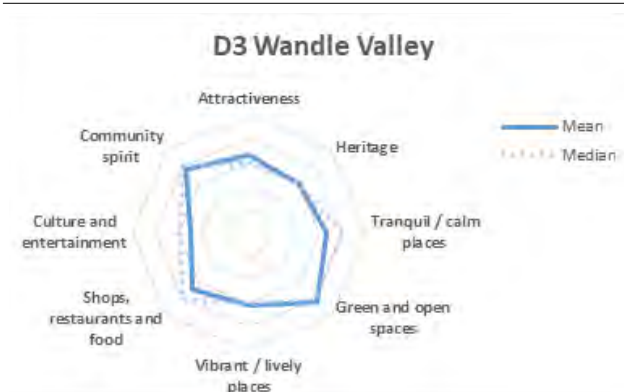 D3 Wandle Valley
Attractiveness
Heritage
Tranquil / calm
places
Green and open
spaces
Vibrant / lively
places
Shops,
restaurants and
food
Culture and
entertainment
Community
spirit
Mean
Median